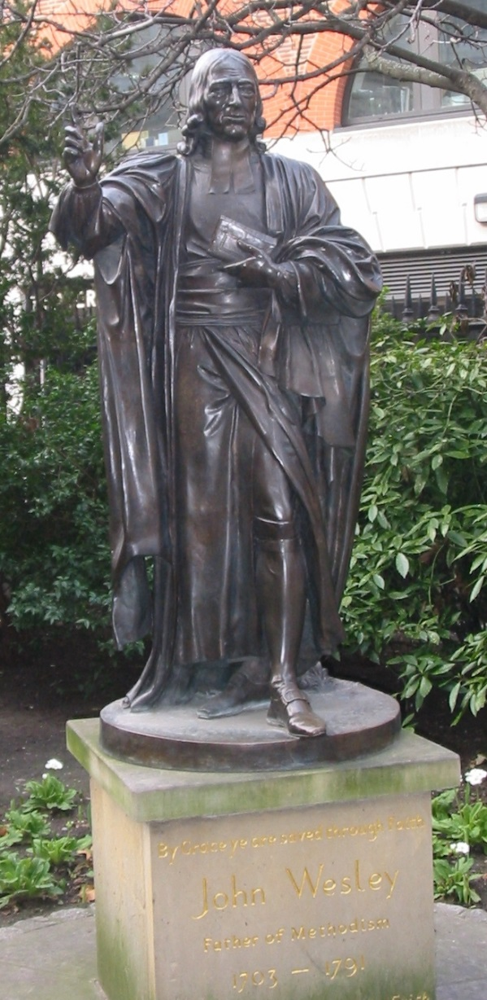 By Grace ye are saved through Faith
John Wesley
Father of Methodism
1703 – 1791